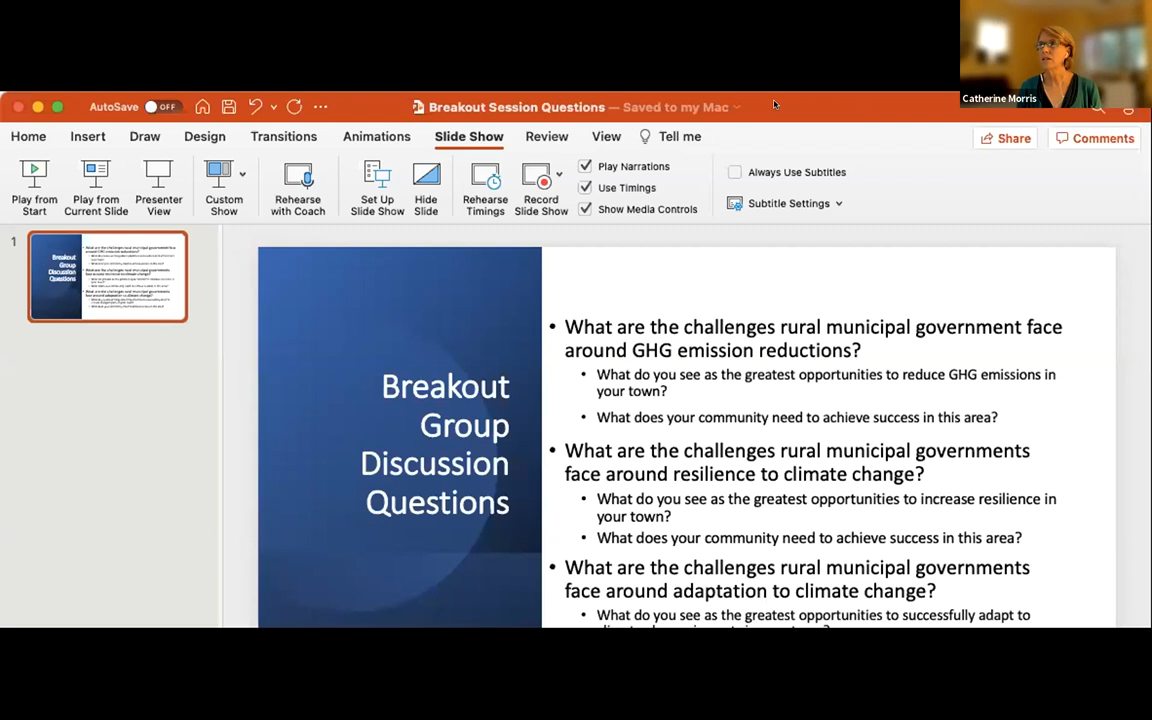 Catherine Morris
AutoSave OFF
Breakout Session Questions — Saved to my Mac
Home Insert Draw Design Transitions Animations Slide Show Review View Tell me
Share Comments
Play from
Start
Play from
Current Slide
Presenter
View
Custom
Show
Rehearse
with Coach
Set Up
Slide Show
Hide
Slide
Rehearse
Timings
Record
Slide Show
Play Narrations
Use Timings
Show Media Controls
Always Use Subtitles
Subtitle Settings
1
Breakout
Group
Discussion
Questions
Breakout
Group
Discussion
Questions
• What are the challenges rural municipal government face
around GHG emission reductions?
• What do you see as the greatest opportunities to reduce GHG emissions in
your town?
• What does your community need to achieve success in this area?
• What are the challenges rural municipal governments
face around resilience to climate change?
• What do you see as the greatest opportunities to increase resilience in
your town?
• What does your community need to achieve success in this area?
• What are the challenges rural municipal governments
face around adaptation to climate change?
• What do you see as the greatest opportunities to successfully adapt to